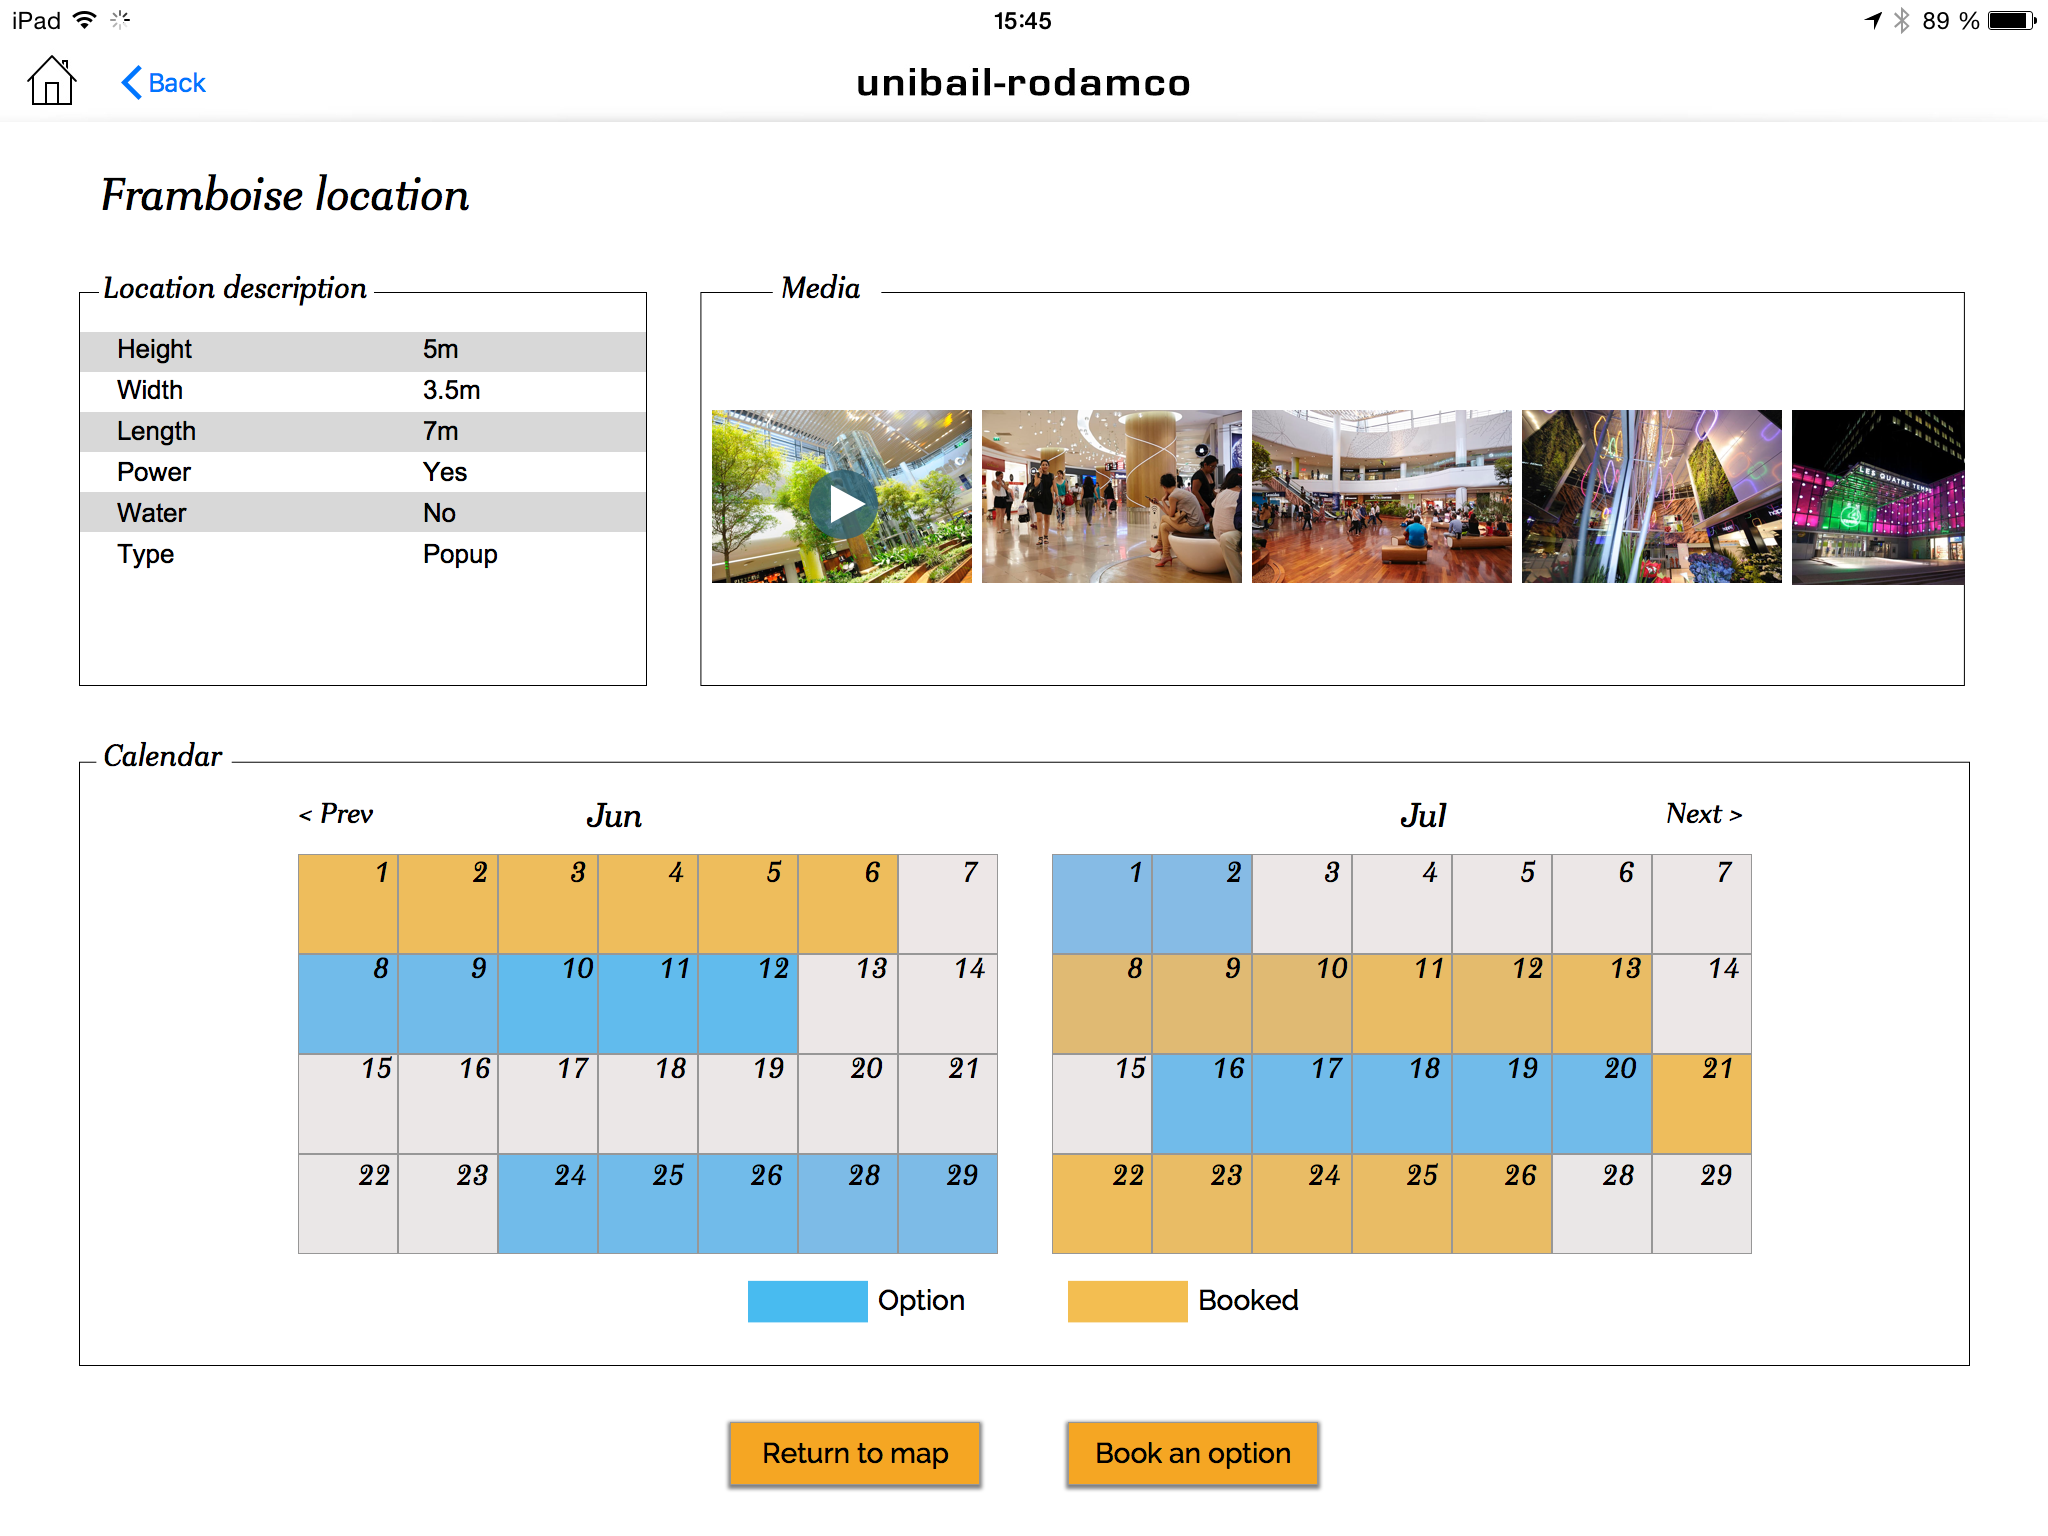 iPad 15:45 89 %
Back unibail-rodamco
Framboise location
Location description
Height 5m
Width 3.5m
Length 7m
Power Yes
Water No
Type Popup
Media
LES QUATRE TEMPS
Calendar
< Prev Jun Jul Next >
1 2 3 4 5 6 7 1 2 3 4 5 6 7
8 9 10 11 12 13 14 8 9 10 11 12 13 14
15 16 17 18 19 20 21 15 16 17 18 19 20 21
22 23 24 25 26 28 29 22 23 24 25 26 28 29
Option Booked
Return to map Book an option